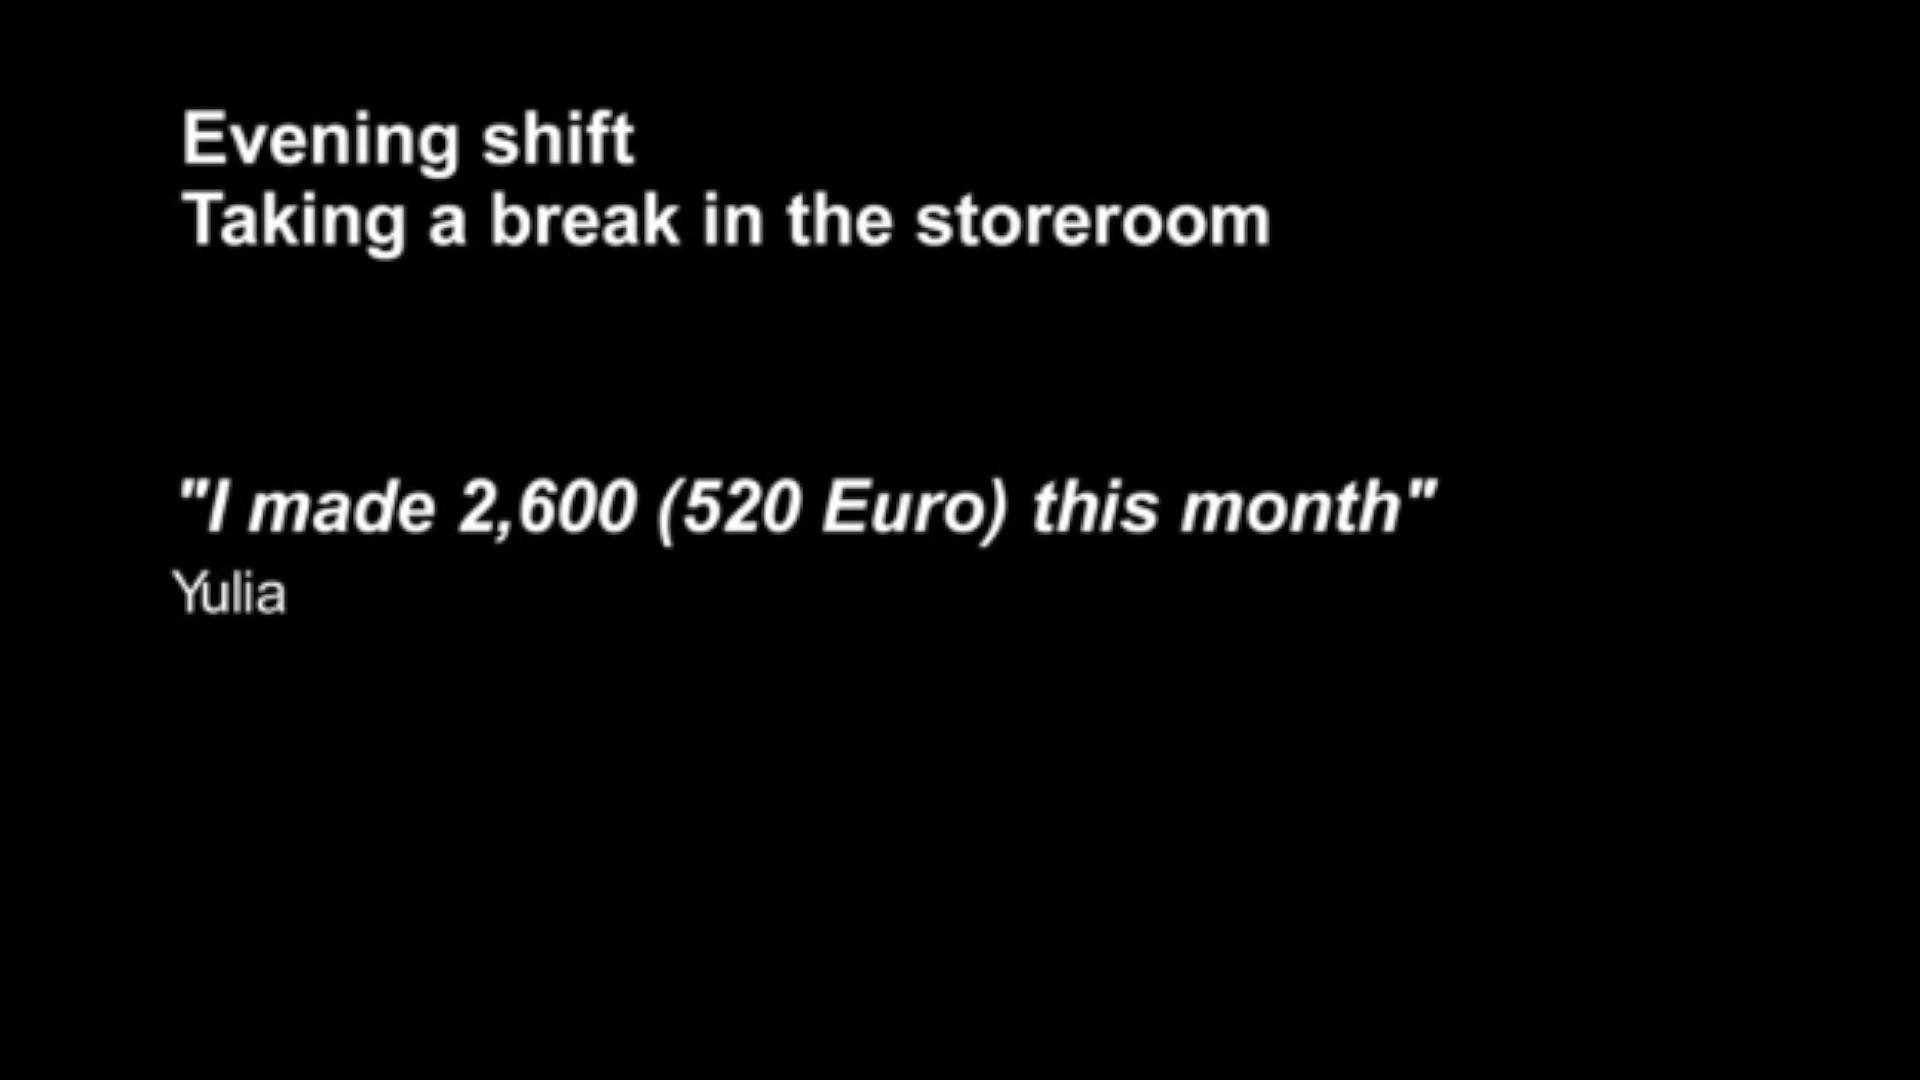 Evening shift
Taking a break in the storeroom
"I made 2,600 (520 Euro) this month"
Yulia